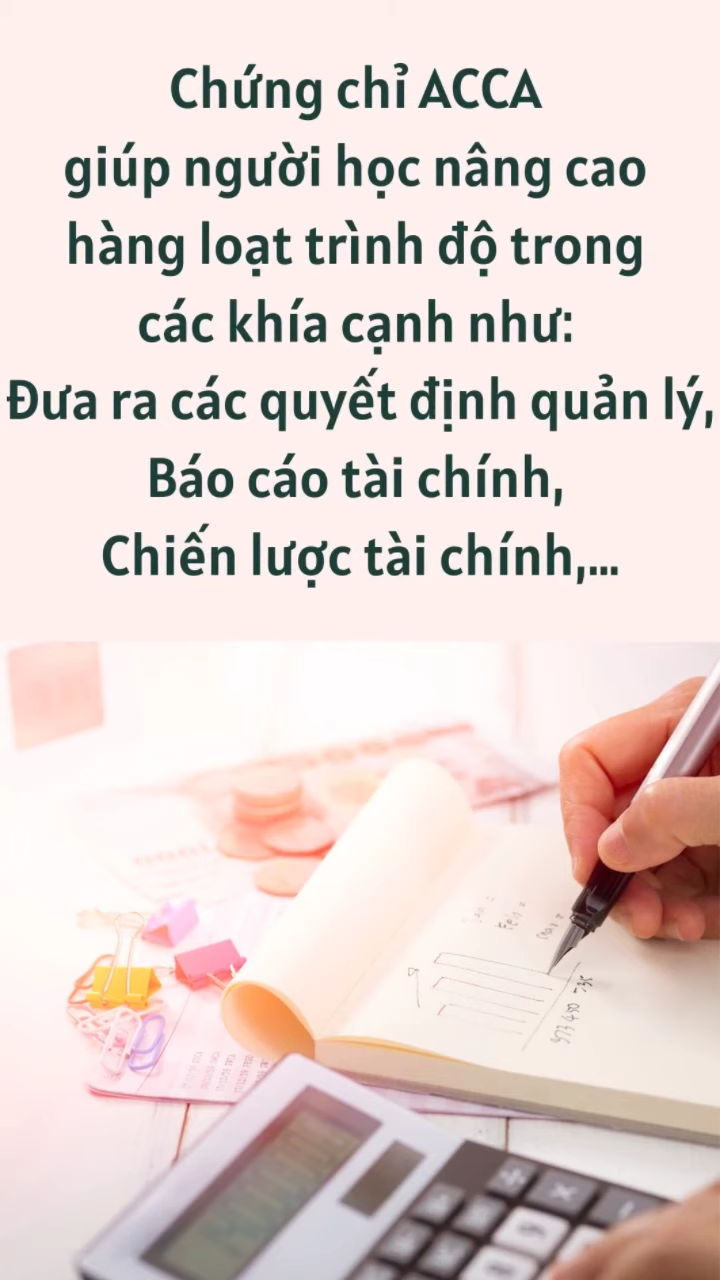 Chứng chỉ ACCA
giúp người học nâng cao
hàng loạt trình độ trong
các khía cạnh như:
Đưa ra các quyết định quản lý,
Báo cáo tài chính,
Chiến lược tài chính,...